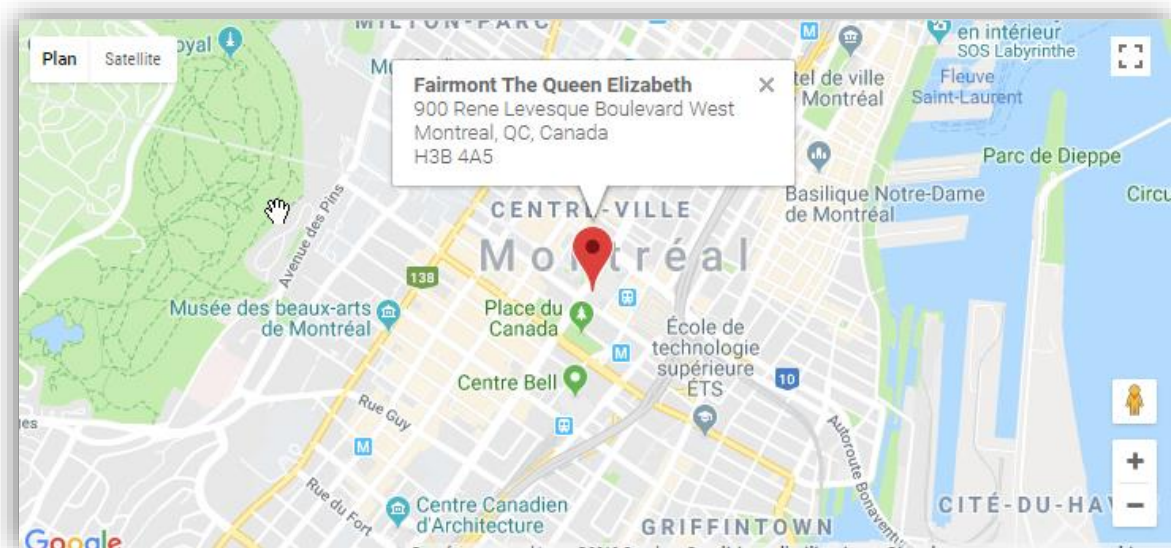 MILTON-PARC
Plan
Satellite
oyal
Mu
Fairmont The Queen Elizabeth
900 Rene Levesque Boulevard West
Montreal, QC, Canada
H3B 4A5
tel de ville
Montréal
en intérieur
SOS Labyrinthe
Fleuve
Saint-Laurent
Parc de Dieppe
Basilique Notre-Dame
de Montréal
Circu
Avenue des Pins
CENTRE-VILLE
Montréal
138
Musée des beaux-arts
de Montréal
Place du
Canada
École de
technologie
supérieure
ÉTS
Centre Bell
10
Rue Guy
Rue du Fort
Autoroute Bonaventu
Centre Canadien
d'Architecture
GRIFFINTOWN
CITÉ-DU-HA
Google